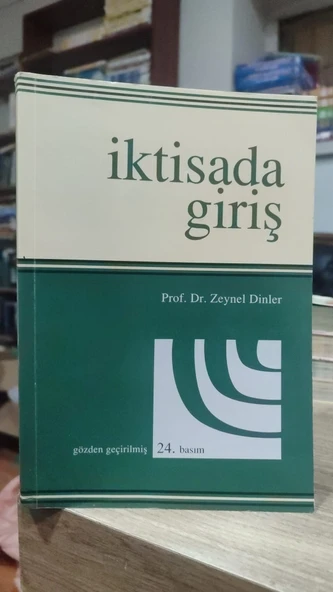 iktisada
giriş
Prof. Dr. Zeynel Dinler
gözden geçirilmiş 24. basım